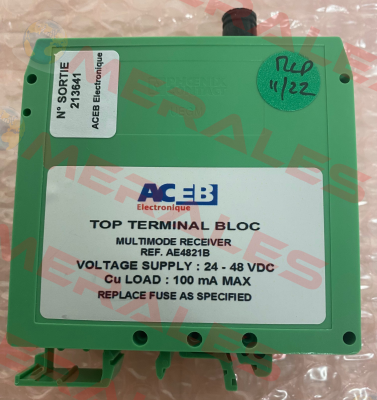 N° SORTIE
213641
ACEB Electronique
MERALES
ACEB
Electronique
TOP TERMINAL BLOC
MULTIMODE RECEIVER
REF. AE4821B
VOLTAGE SUPPLY : 24 - 48 VDC
Cu LOAD : 100 mA MAX
REPLACE FUSE AS SPECIFIED
11/22